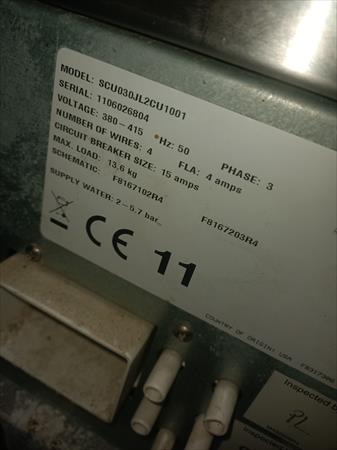 MODEL: SCU030JL2CU1001
SERIAL: 1106026804
VOLTAGE: 380-415 Hz: 50 PHASE: 3
NUMBER OF WIRES: 4 FLA: 4 amps
CIRCUIT BREAKER SIZE: 15 amps
MAX. LOAD: 13,6 kg
SCHEMATIC: F8167102R4 F8167203R4
SUPPLY WATER: 2-5.7 bar
CE 11
COUNTRY OF ORIGIN: USA
Inspected
Inspected